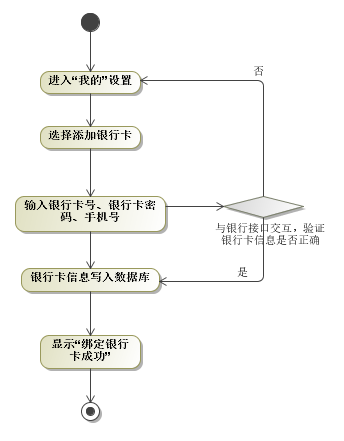 否
进入“我的”设置
选择添加银行卡
输入银行卡号、银行卡密
码、手机号
与银行接口交互，验证
银行卡信息是否正确
是
银行卡信息写入数据库
显示“绑定银行
卡成功”